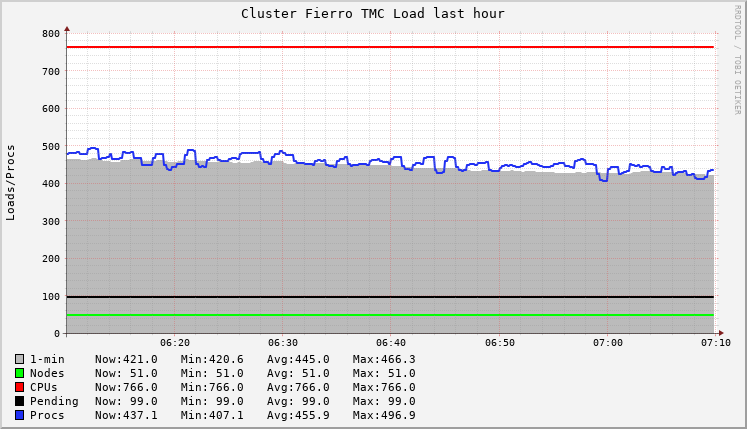 Cluster Fierro TMC Load last hour
RRDTOOL / TOBI OETIKER
Loads/Procs
800
700
600
500
400
300
200
100
0
06:20 06:30 06:40 06:50 07:00 07:10
1-min Now:421.0 Min:420.6 Avg:445.0 Max:466.3
Nodes Now: 51.0 Min: 51.0 Avg: 51.0 Max: 51.0
CPUs Now:766.0 Min:766.0 Avg:766.0 Max:766.0
Pending Now: 99.0 Min: 99.0 Avg: 99.0 Max: 99.0
Procs Now:437.1 Min:407.1 Avg:455.9 Max:496.9